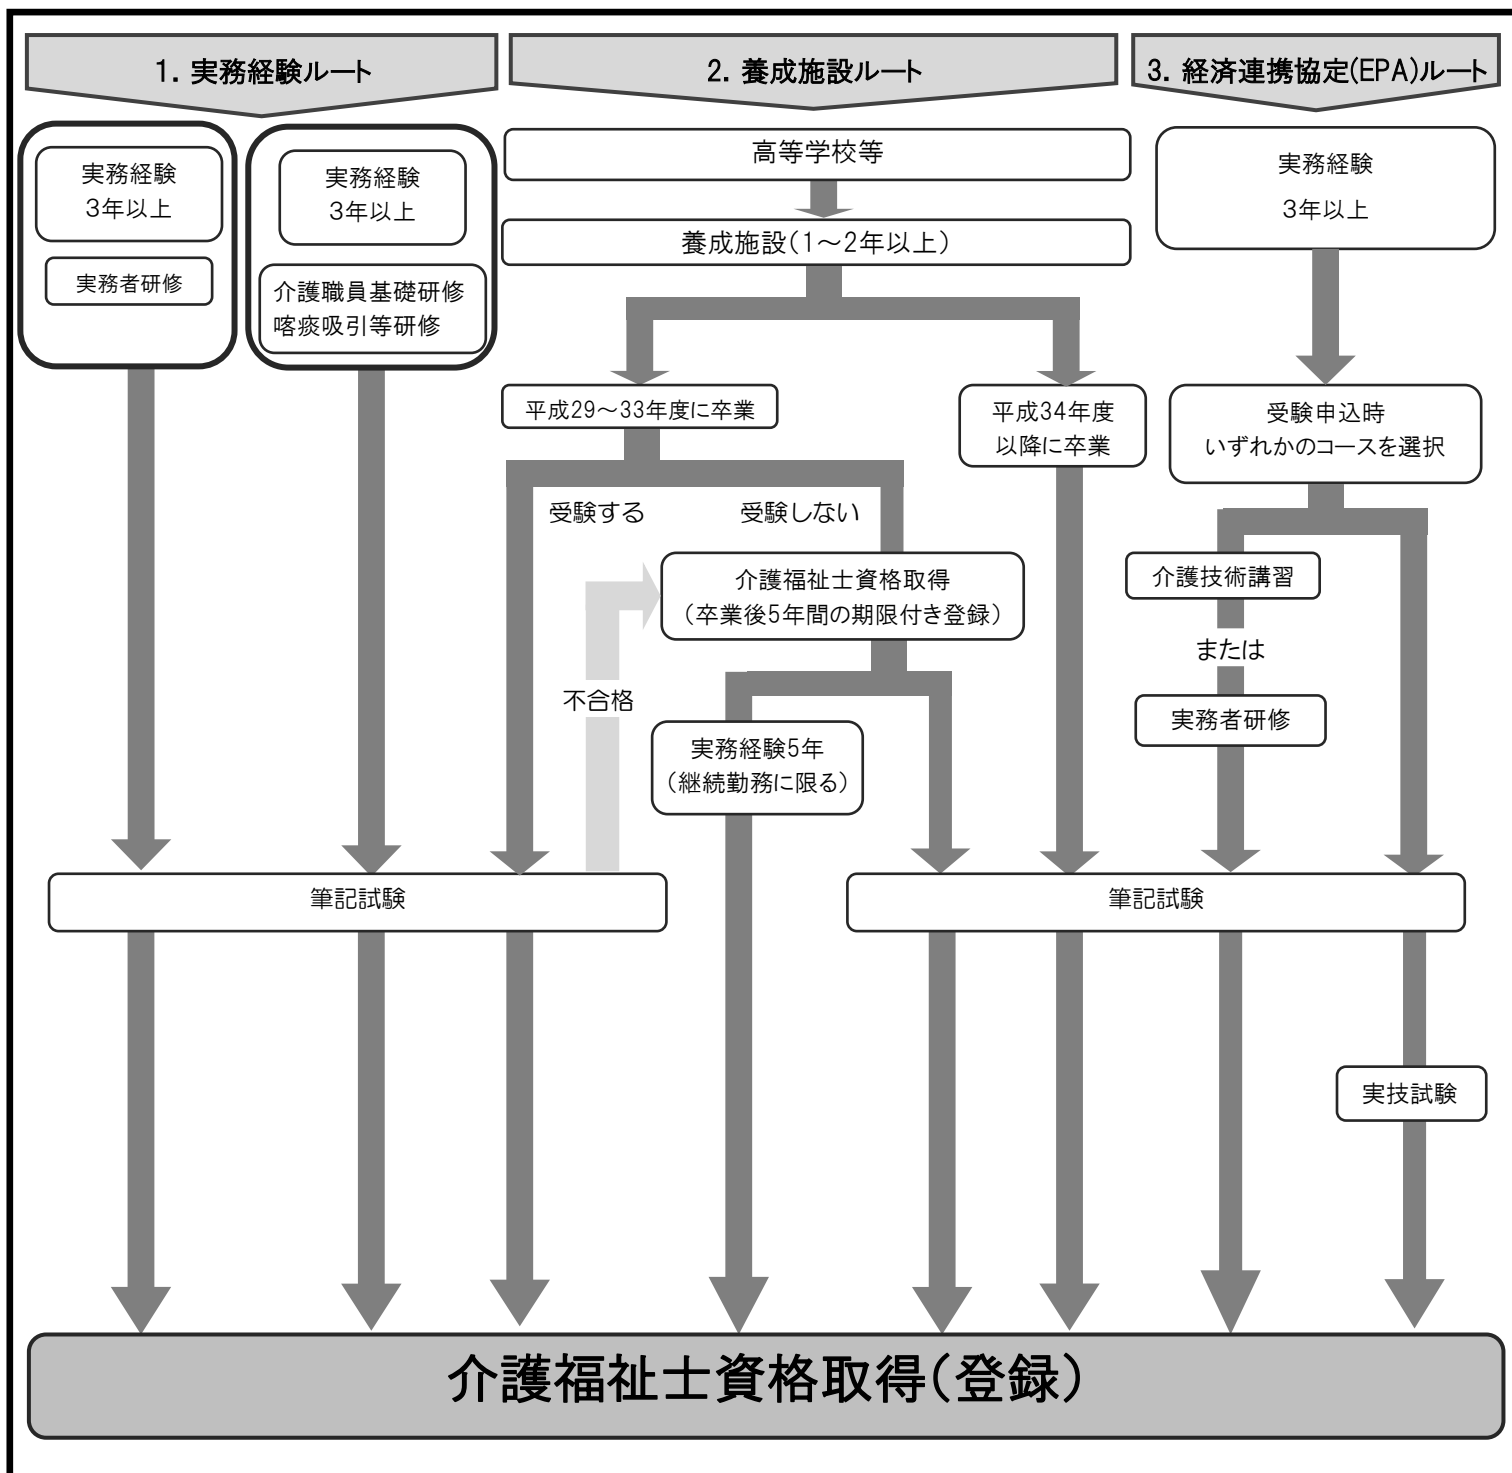 1．実務経験ルート
2．養成施設ルート
3．経済連携協定(EPA)ルート
実務経験
3年以上
実務者研修
実務経験
3年以上
介護職員基礎研修
喀痰吸引等研修
高等学校等
養成施設（1～2年以上）
平成29～33年度に卒業
平成34年度
以降に卒業
受験する
受験しない
介護福祉士資格取得
（卒業後5年間の期限付き登録）
不合格
実務経験5年
（継続勤務に限る）
実務経験
3年以上
受験申込時
いずれかのコースを選択
介護技術講習
または
実務者研修
筆記試験
筆記試験
実技試験
介護福祉士資格取得（登録）